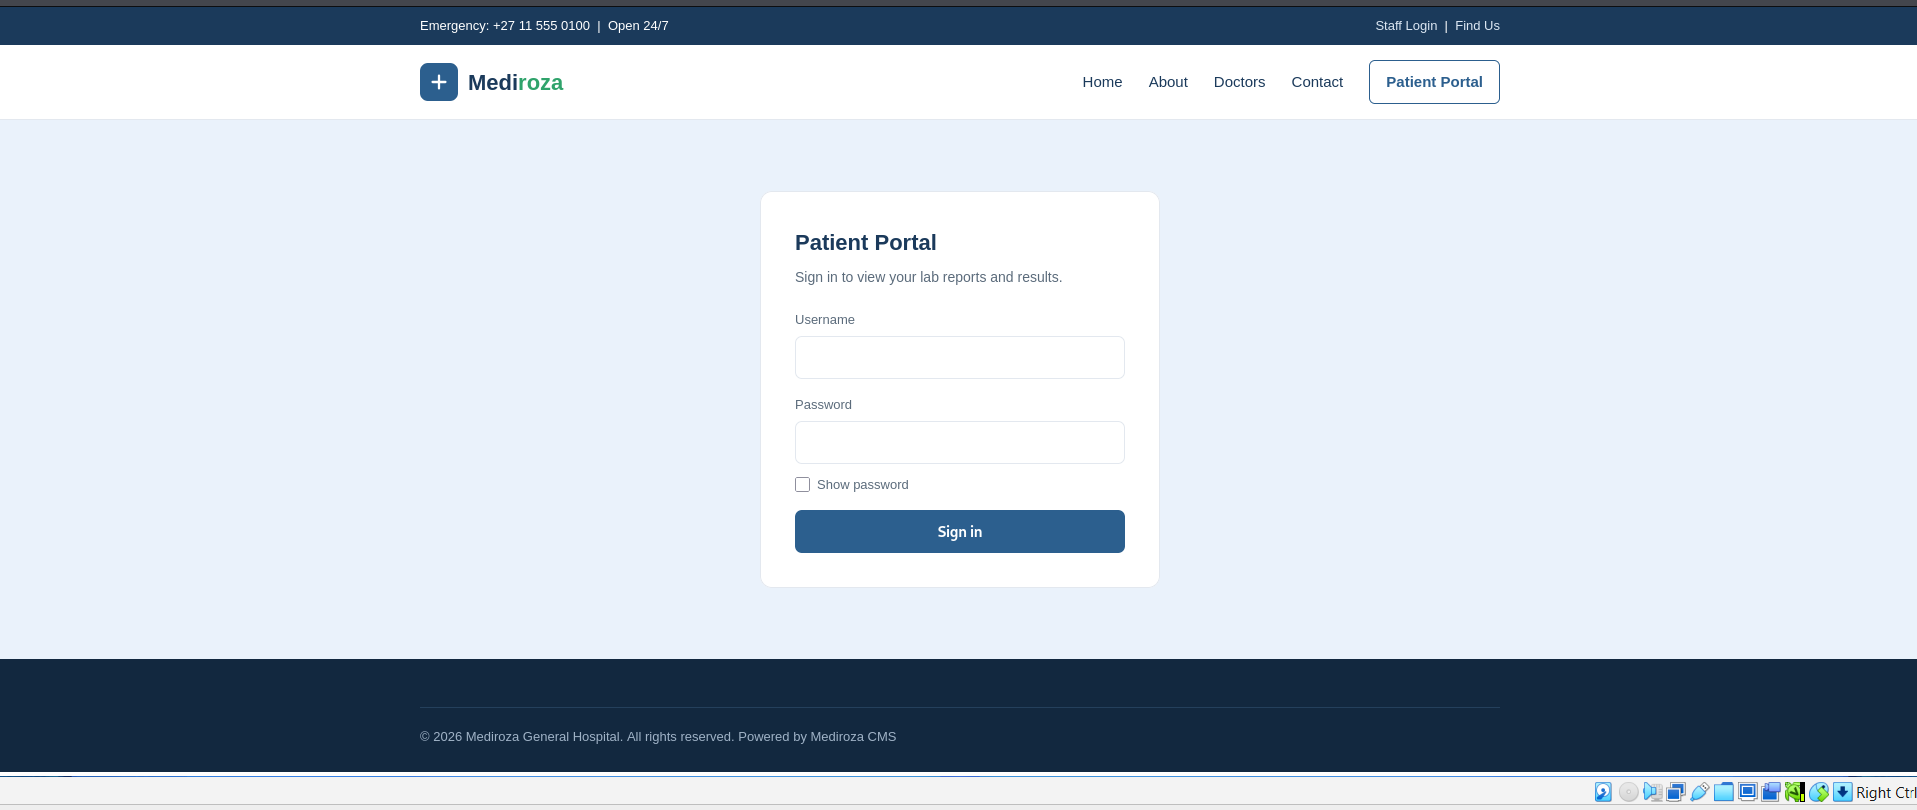 Emergency: +27 11 555 0100 | Open 24/7
Staff Login | Find Us
Mediroza
Home About Doctors Contact Patient Portal
Patient Portal
Sign in to view your lab reports and results.
Username
Password
Show password
Sign in
© 2026 Mediroza General Hospital. All rights reserved. Powered by Mediroza CMS
Right Ctrl